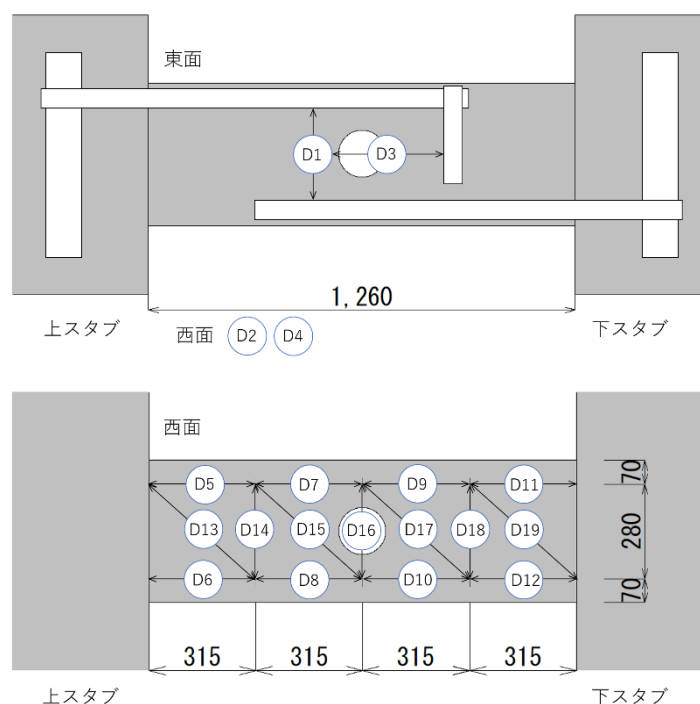 東面
D1
D3
1, 260
上スタブ
西面
D2
D4
下スタブ
西面
D5
D7
D9
D11
70
D13
D14
D15
D16
D17
D18
D19
280
D6
D8
D10
D12
70
315
315
315
315
上スタブ
下スタブ